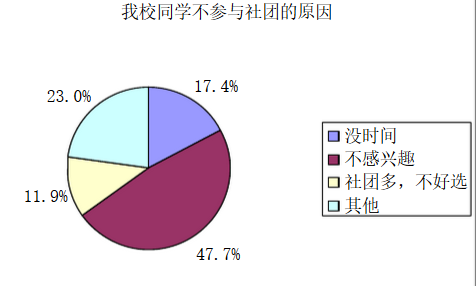 我校同学不参与社团的原因
17.4%
23.0%
没时间
不感兴趣
社团多，不好选
其他
11.9%
47.7%